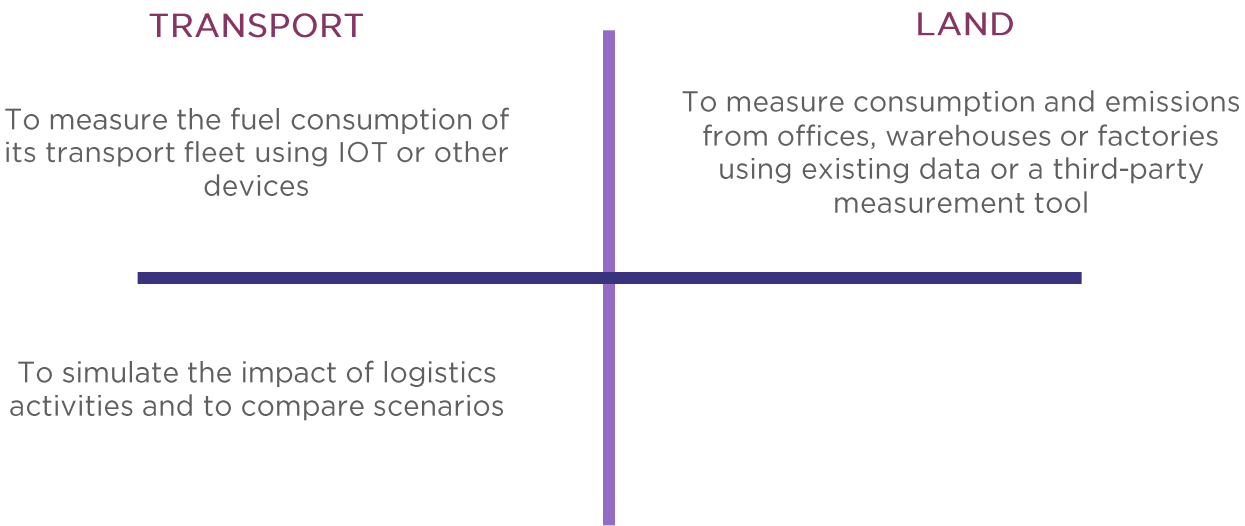 TRANSPORT
To measure the fuel consumption of
its transport fleet using IOT or other
devices
To simulate the impact of logistics
activities and to compare scenarios
LAND
To measure consumption and emissions
from offices, warehouses or factories
using existing data or a third-party
measurement tool